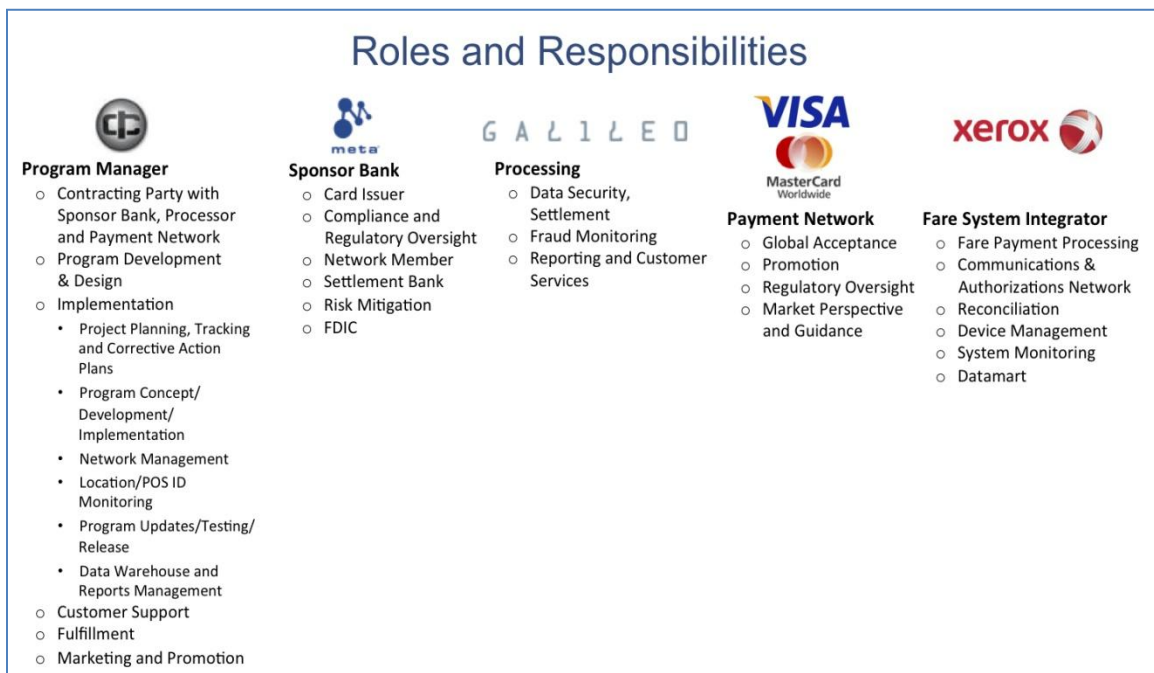 Roles and Responsibilities
Program Manager
Contracting Party with
Sponsor Bank, Processor
and Payment Network
Program Development
& Design
Implementation
Project Planning, Tracking
and Corrective Action
Plans
Program Concept/
Development/
Implementation
Network Management
Location/POS ID
Monitoring
Program Updates/Testing/
Release
Data Warehouse and
Reports Management
Customer Support
Fulfillment
Marketing and Promotion
meta
Sponsor Bank
Card Issuer
Compliance and
Regulatory Oversight
Network Member
Settlement Bank
Risk Mitigation
FDIC
GALILEO
Processing
Data Security,
Settlement
Fraud Monitoring
Reporting and Customer
Services
VISA
MasterCard
Worldwide
Payment Network
Global Acceptance
Promotion
Regulatory Oversight
Market Perspective
and Guidance
xerox
Fare System Integrator
Fare Payment Processing
Communications &
Authorizations Network
Reconciliation
Device Management
System Monitoring
Datamart